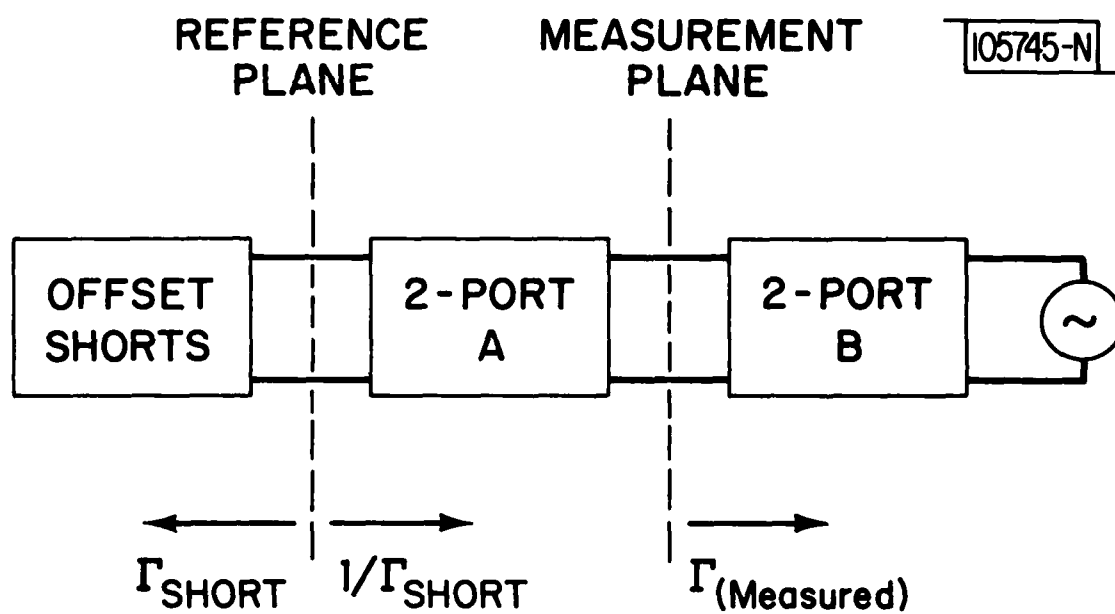 REFERENCE
PLANE
MEASUREMENT
PLANE
105745-N
OFFSET
SHORTS
2-PORT
A
2-PORT
B
~
ΓSHORT
1/ΓSHORT
Γ(Measured)